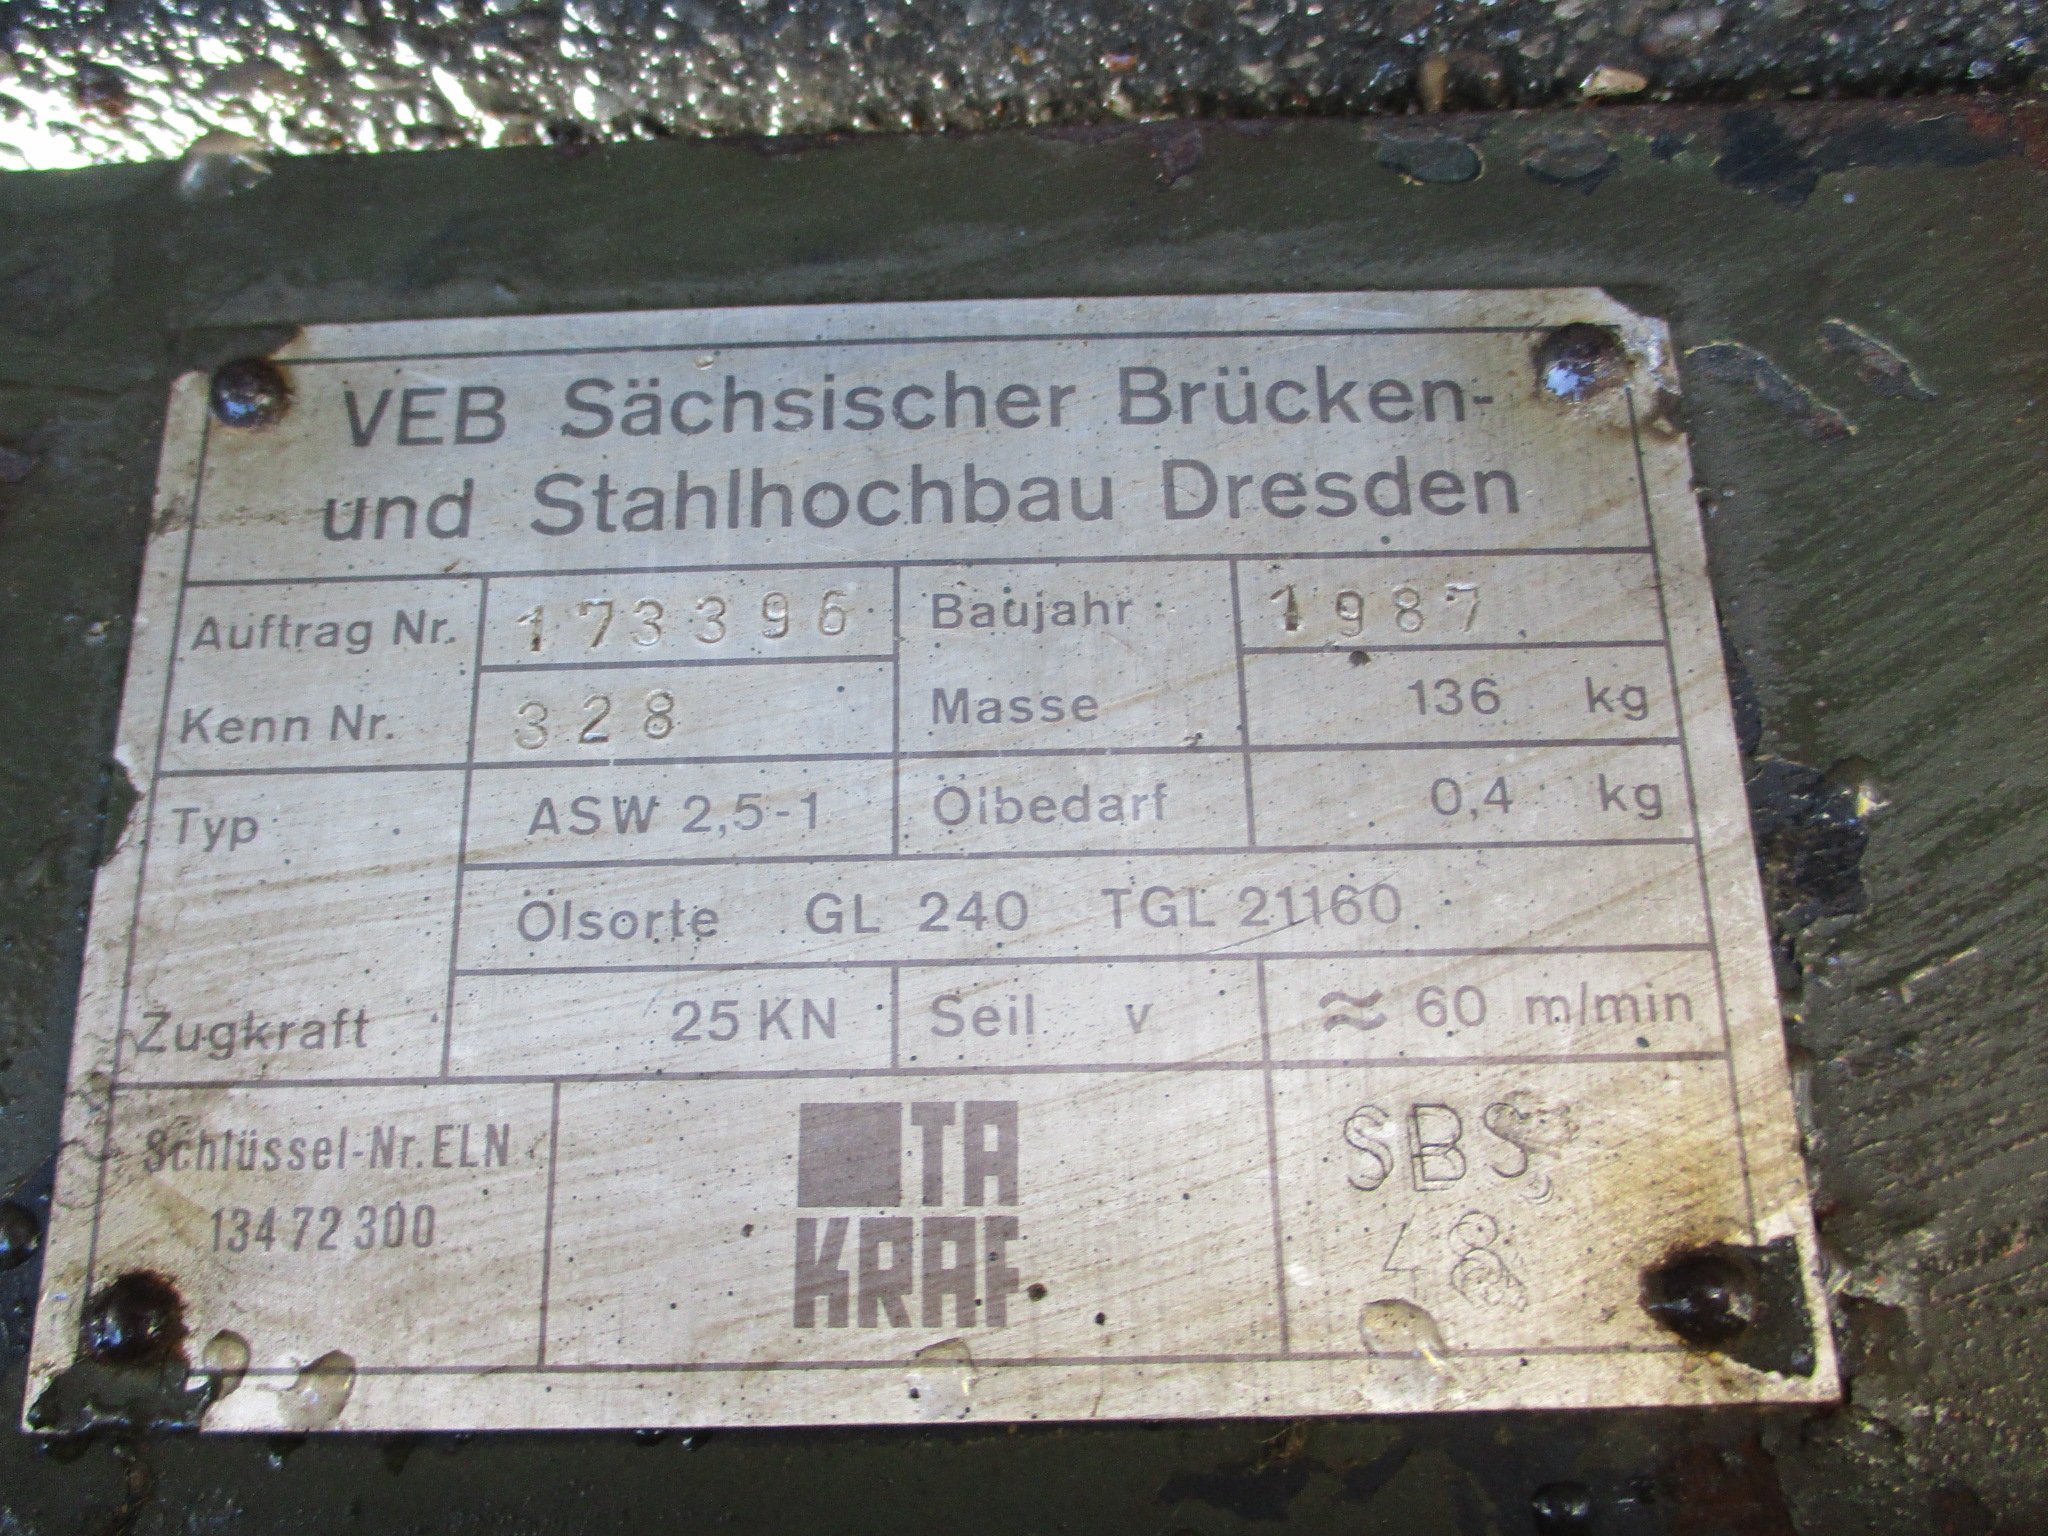 VEB Sächsischer Brücken-
und Stahlhochbau Dresden
Auftrag Nr. 173396 Baujahr 1987
Kenn Nr. 328 Masse 136 kg
Typ ASW 2,5-1 Ölbedarf 0,4 kg
Ölsorte GL 240 TGL 21160
Zugkraft 25 KN Seil v ≈ 60 m/min
Schlüssel-Nr. ELN
134 72 300
TA
KRAF
SBS